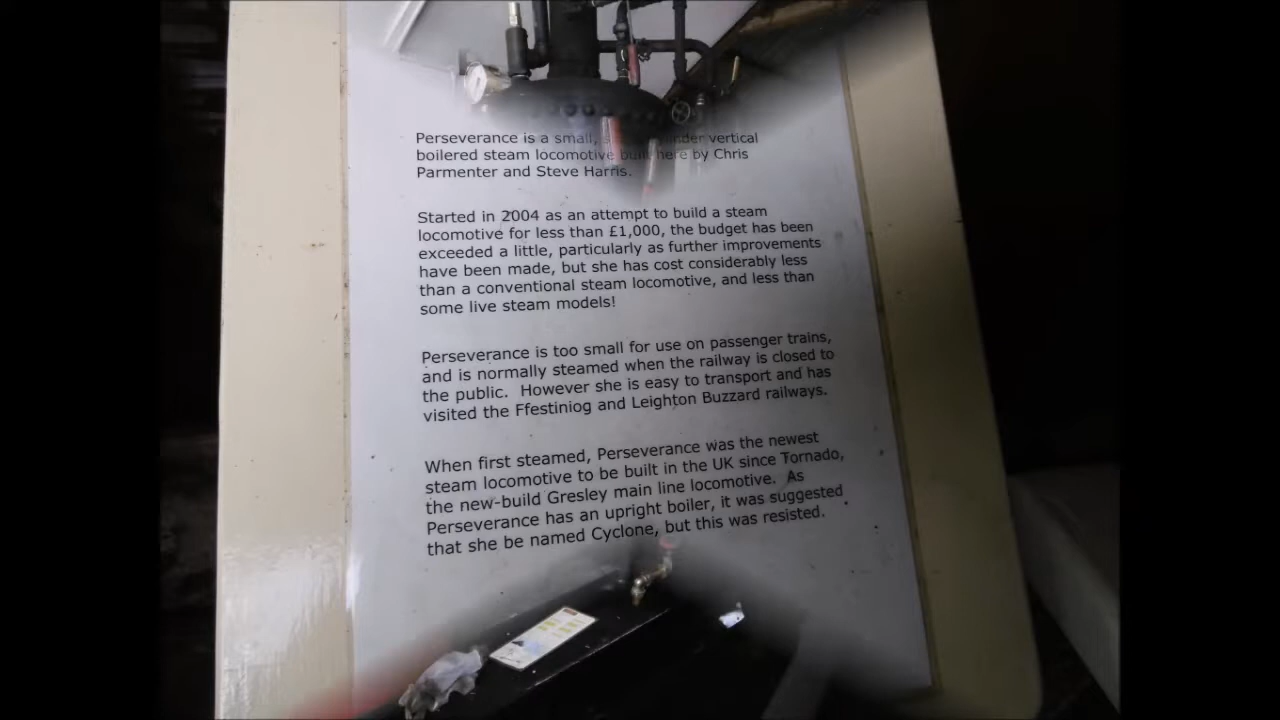 Perseverance is a small, vertical
boilered steam locomotive built here by Chris
Parmenter and Steve Harris.
Started in 2004 as an attempt to build a steam
locomotive for less than £1,000, the budget has been
exceeded a little, particularly as further improvements
have been made, but she has cost considerably less
than a conventional steam locomotive, and less than
some live steam models!
Perseverance is too small for use on passenger trains,
and is normally steamed when the railway is closed to
the public. However she is easy to transport and has
visited the Ffestiniog and Leighton Buzzard railways.
When first steamed, Perseverance was the newest
steam locomotive to be built in the UK since Tornado,
the new-build Gresley main line locomotive. As
Perseverance has an upright boiler, it was suggested
that she be named Cyclone, but this was resisted.